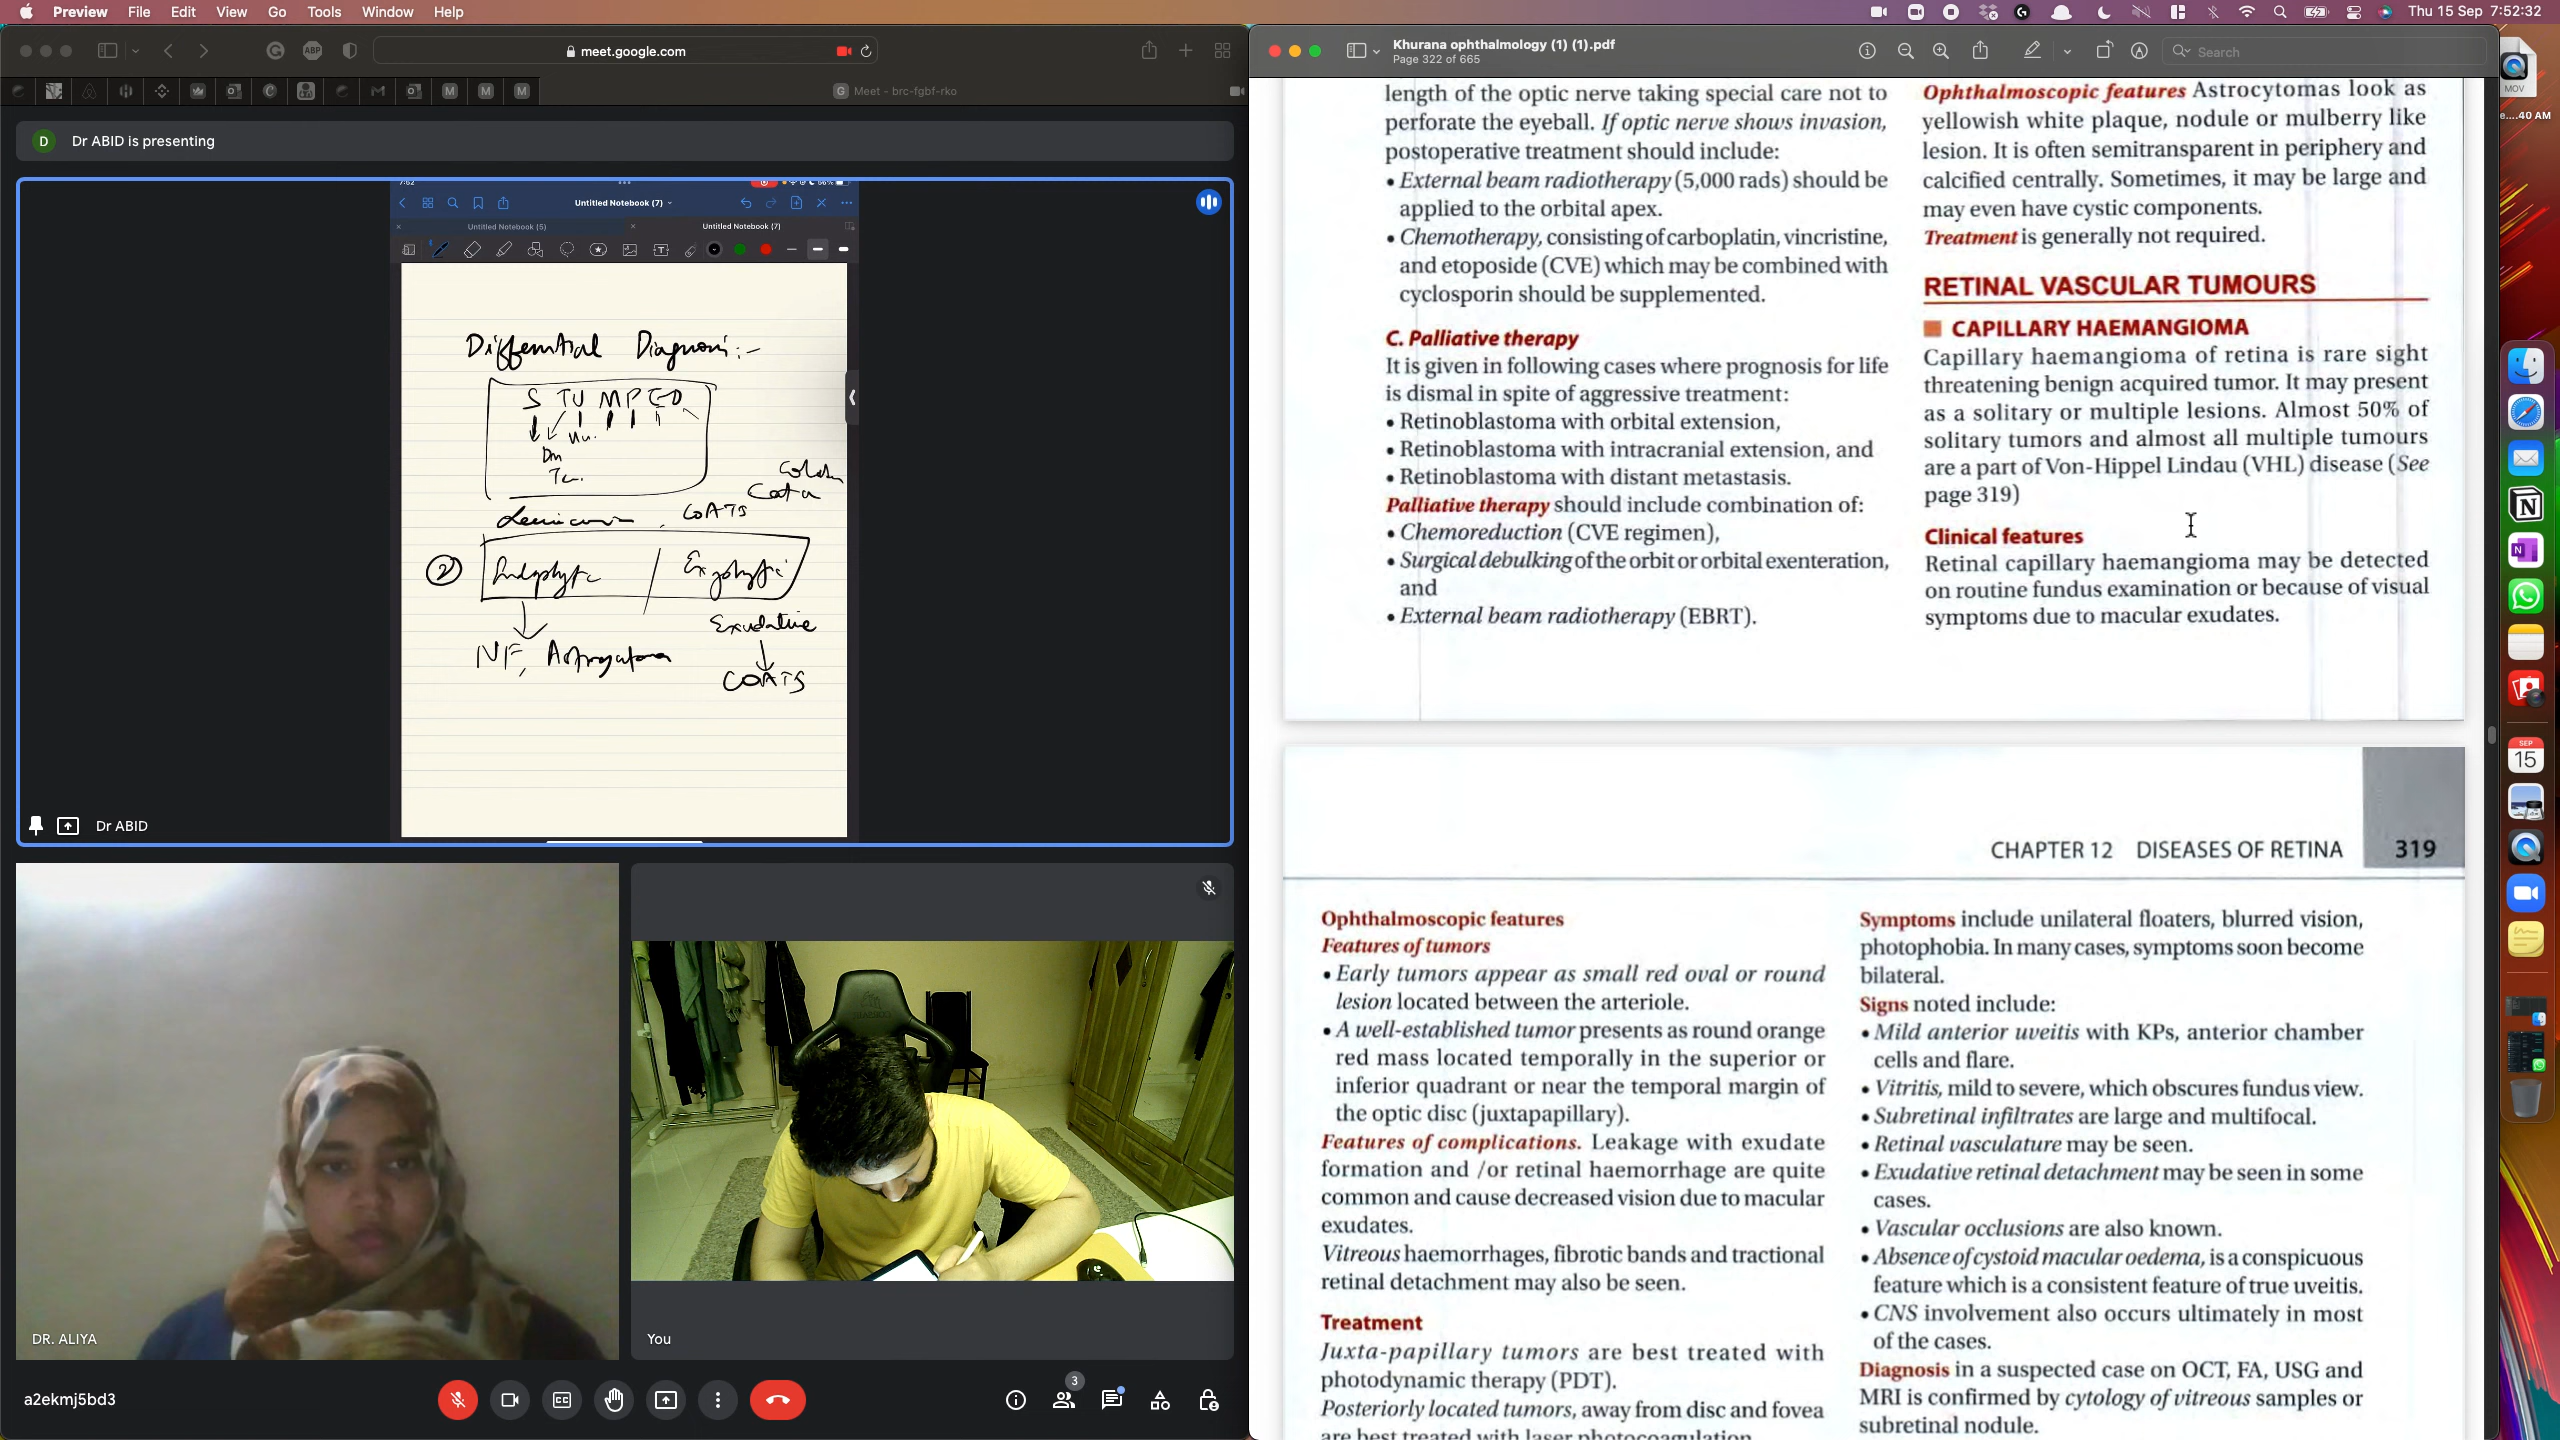 Preview File Edit View Go Tools Window Help
Thu 15 Sep 7:52:32
meet.google.com
ABP
Meet - brc-fgbf-rko
D Dr ABID is presenting
7:52
56%
Untitled Notebook (7)
Untitled Notebook (5)
Untitled Notebook (7)
Differntial Diagnosi:-
S TU M P
Dm
COATS
②
Exudative
NF,
COATS
Dr ABID
DR. ALIYA
You
a2ekmj5bd3
3
Khurana ophthalmology (1) (1).pdf
Page 322 of 665
Search
length of the optic nerve taking special care not to
perforate the eyeball. If optic nerve shows invasion,
postoperative treatment should include:
• External beam radiotherapy (5,000 rads) should be
applied to the orbital apex.
• Chemotherapy, consisting of carboplatin, vincristine,
and etoposide (CVE) which may be combined with
cyclosporin should be supplemented.
C. Palliative therapy
It is given in following cases where prognosis for life
is dismal in spite of aggressive treatment:
• Retinoblastoma with orbital extension,
• Retinoblastoma with intracranial extension, and
• Retinoblastoma with distant metastasis.
Palliative therapy should include combination of:
• Chemoreduction (CVE regimen),
• Surgical debulking of the orbit or orbital exenteration,
and
• External beam radiotherapy (EBRT).
Ophthalmoscopic features Astrocytomas look as
yellowish white plaque, nodule or mulberry like
lesion. It is often semitransparent in periphery and
calcified centrally. Sometimes, it may be large and
may even have cystic components.
Treatment is generally not required.
RETINAL VASCULAR TUMOURS
CAPILLARY HAEMANGIOMA
Capillary haemangioma of retina is rare sight
threatening benign acquired tumor. It may present
as a solitary or multiple lesions. Almost 50% of
solitary tumors and almost all multiple tumours
are a part of Von-Hippel Lindau (VHL) disease (See
page 319)
Clinical features
Retinal capillary haemangioma may be detected
on routine fundus examination or because of visual
symptoms due to macular exudates.
CHAPTER 12 DISEASES OF RETINA 319
Ophthalmoscopic features
Features of tumors
• Early tumors appear as small red oval or round
lesion located between the arteriole.
• A well-established tumor presents as round orange
red mass located temporally in the superior or
inferior quadrant or near the temporal margin of
the optic disc (juxtapapillary).
Features of complications. Leakage with exudate
formation and /or retinal haemorrhage are quite
common and cause decreased vision due to macular
exudates.
Vitreous haemorrhages, fibrotic bands and tractional
retinal detachment may also be seen.
Treatment
Juxta-papillary tumors are best treated with
photodynamic therapy (PDT).
Posteriorly located tumors, away from disc and fovea
are best treated with laser photocoagulation
Symptoms include unilateral floaters, blurred vision,
photophobia. In many cases, symptoms soon become
bilateral.
Signs noted include:
• Mild anterior uveitis with KPs, anterior chamber
cells and flare.
• Vitritis, mild to severe, which obscures fundus view.
• Subretinal infiltrates are large and multifocal.
• Retinal vasculature may be seen.
• Exudative retinal detachment may be seen in some
cases.
• Vascular occlusions are also known.
• Absence of cystoid macular oedema, is a conspicuous
feature which is a consistent feature of true uveitis.
• CNS involvement also occurs ultimately in most
of the cases.
Diagnosis in a suspected case on OCT, FA, USG and
MRI is confirmed by cytology of vitreous samples or
subretinal nodule.
MOV
e....40 AM
SEP
15